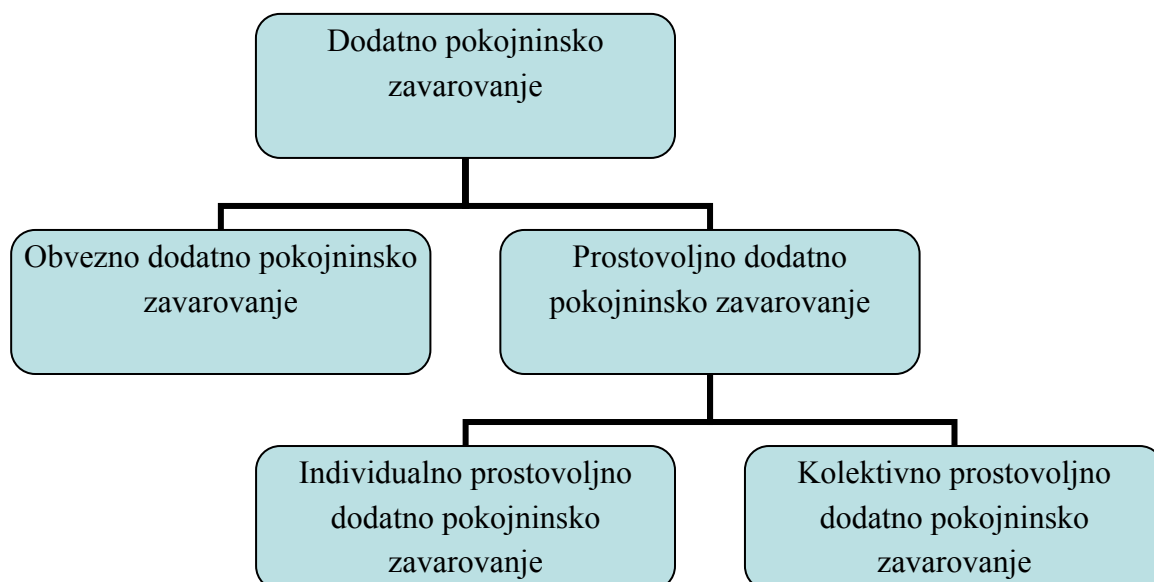 Dodatno pokojninsko
zavarovanje
Obvezno dodatno pokojninsko
zavarovanje
Prostovoljno dodatno
pokojninsko zavarovanje
Individualno prostovoljno
dodatno pokojninsko
zavarovanje
Kolektivno prostovoljno
dodatno pokojninsko
zavarovanje